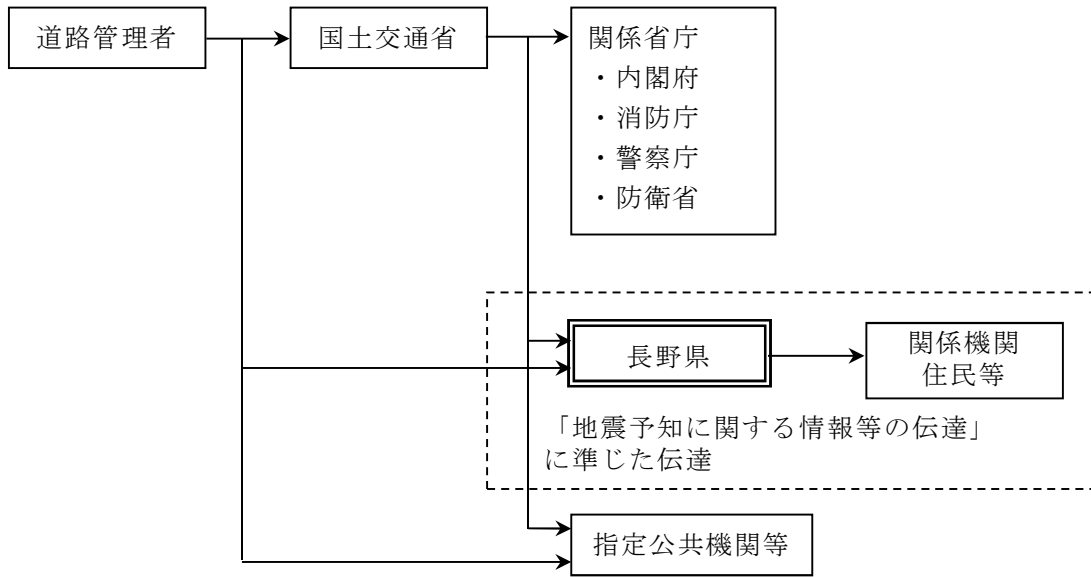 道路管理者
国土交通省
関係省庁
・内閣府
・消防庁
・警察庁
・防衛省
長野県
関係機関
住民等
「地震予知に関する情報等の伝達」
に準じた伝達
指定公共機関等